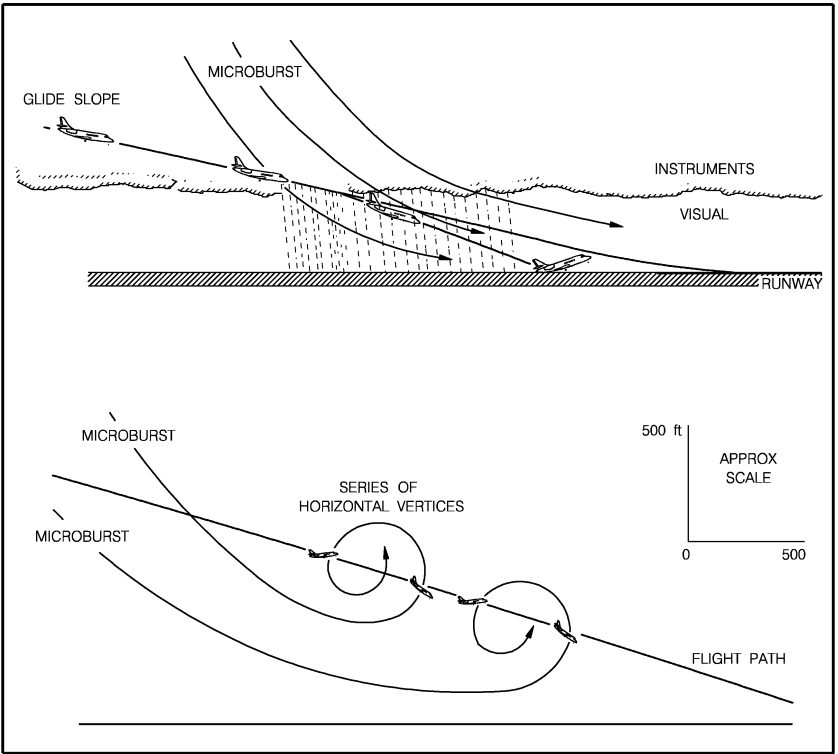 MICROBURST
GLIDE SLOPE
INSTRUMENTS
VISUAL
RUNWAY
MICROBURST
500 ft
APPROX
SCALE
SERIES OF
HORIZONTAL VERTICES
MICROBURST
0
500
FLIGHT PATH